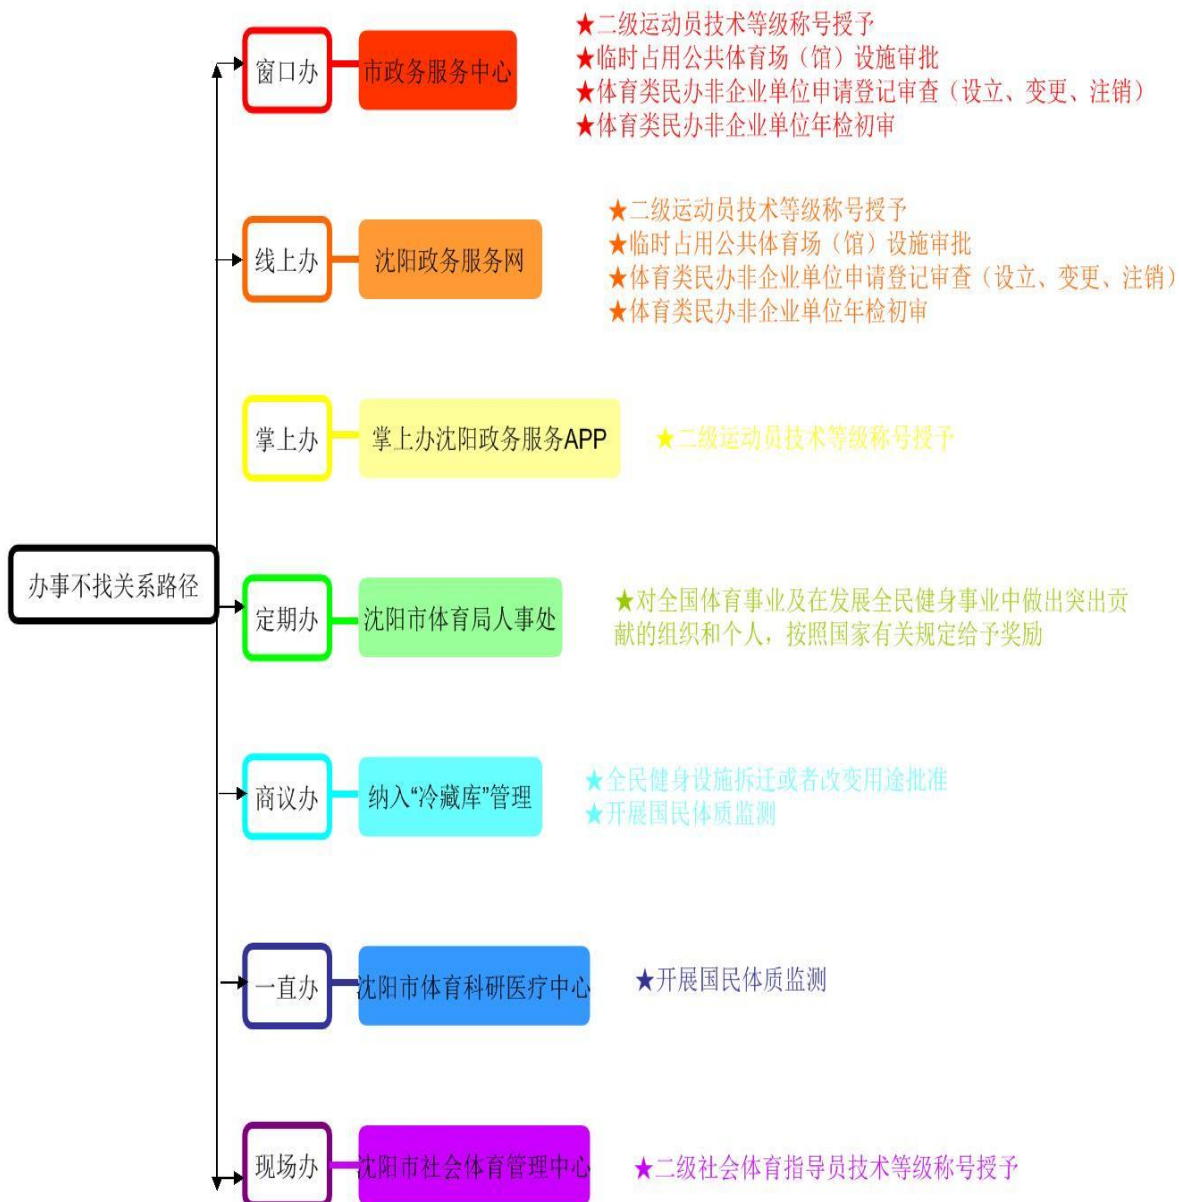 窗口办
市政务服务中心
★二级运动员技术等级称号授予
★临时占用公共体育场（馆）设施审批
★体育类民办非企业单位申请登记审查（设立、变更、注销）
★体育类民办非企业单位年检初审
线上办
沈阳政务服务网
★二级运动员技术等级称号授予
★临时占用公共体育场（馆）设施审批
★体育类民办非企业单位申请登记审查（设立、变更、注销）
★体育类民办非企业单位年检初审
掌上办
掌上办沈阳政务服务APP
★二级运动员技术等级称号授予
办事不找关系路径
定期办
沈阳市体育局人事处
★对全国体育事业及在发展全民健身事业中做出突出贡
献的组织和个人，按照国家有关规定给予奖励
商议办
纳入“冷藏库”管理
★全民健身设施拆迁或者改变用途批准
★开展国民体质监测
一直办
沈阳市体育科研医疗中心
★开展国民体质监测
现场办
沈阳市社会体育管理中心
★二级社会体育指导员技术等级称号授予